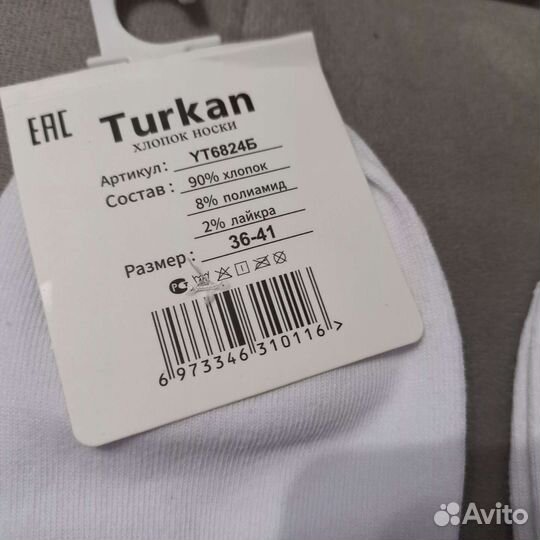 EAC
Turkan
ХЛОПОК НОСКИ
Артикул: YT6824Б
Состав: 90% хлопок
8% полиамид
2% лайкра
Размер: 36-41
6 973346 310116 >
Avito